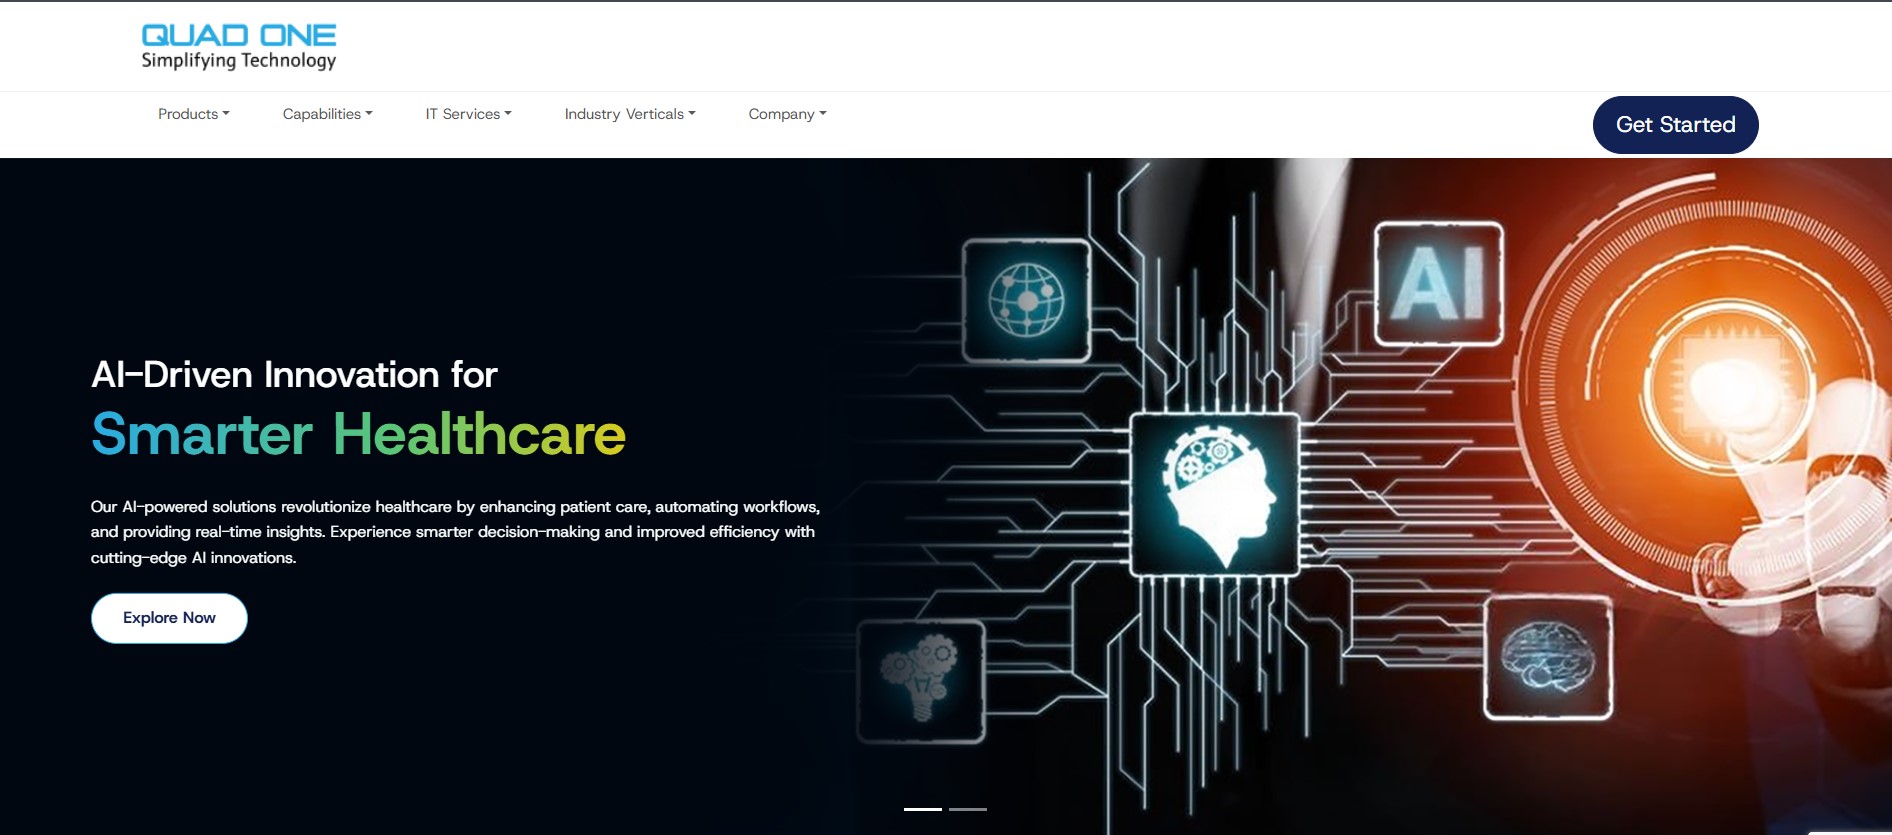 QUAD ONE
Simplifying Technology
Products
Capabilities
IT Services
Industry Verticals
Company
Get Started
AI
AI-Driven Innovation for
Smarter Healthcare
Our AI-powered solutions revolutionize healthcare by enhancing patient care, automating workflows,
and providing real-time insights. Experience smarter decision-making and improved efficiency with
cutting-edge AI innovations.
Explore Now